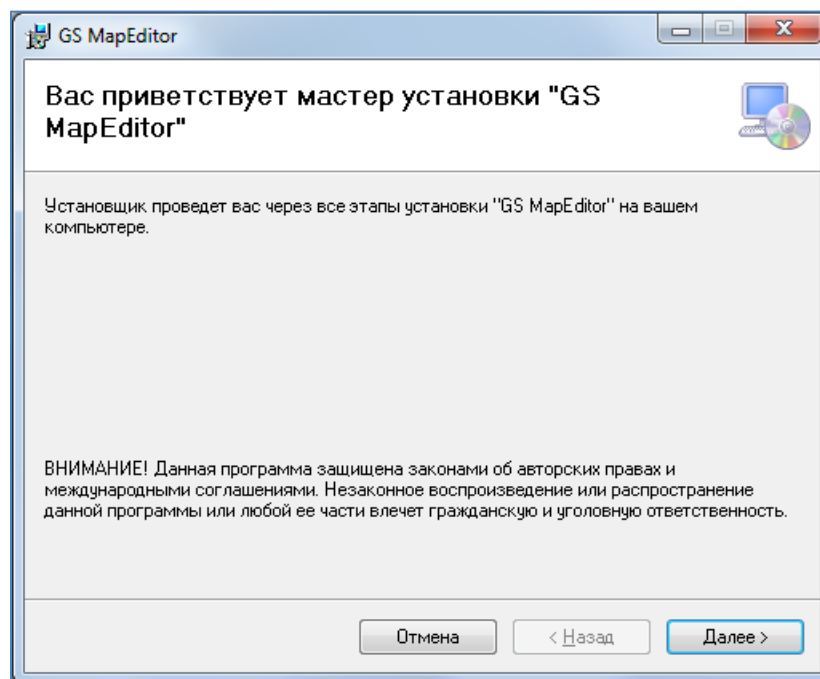 GS MapEditor
Вас приветствует мастер установки "GS
MapEditor"
Установщик проведет вас через все этапы установки "GS MapEditor" на вашем
компьютере.
ВНИМАНИЕ! Данная программа защищена законами об авторских правах и
международными соглашениями. Незаконное воспроизведение или распространение
данной программы или любой ее части влечет гражданскую и уголовную ответственность.
Отмена
< Назад
Далее >